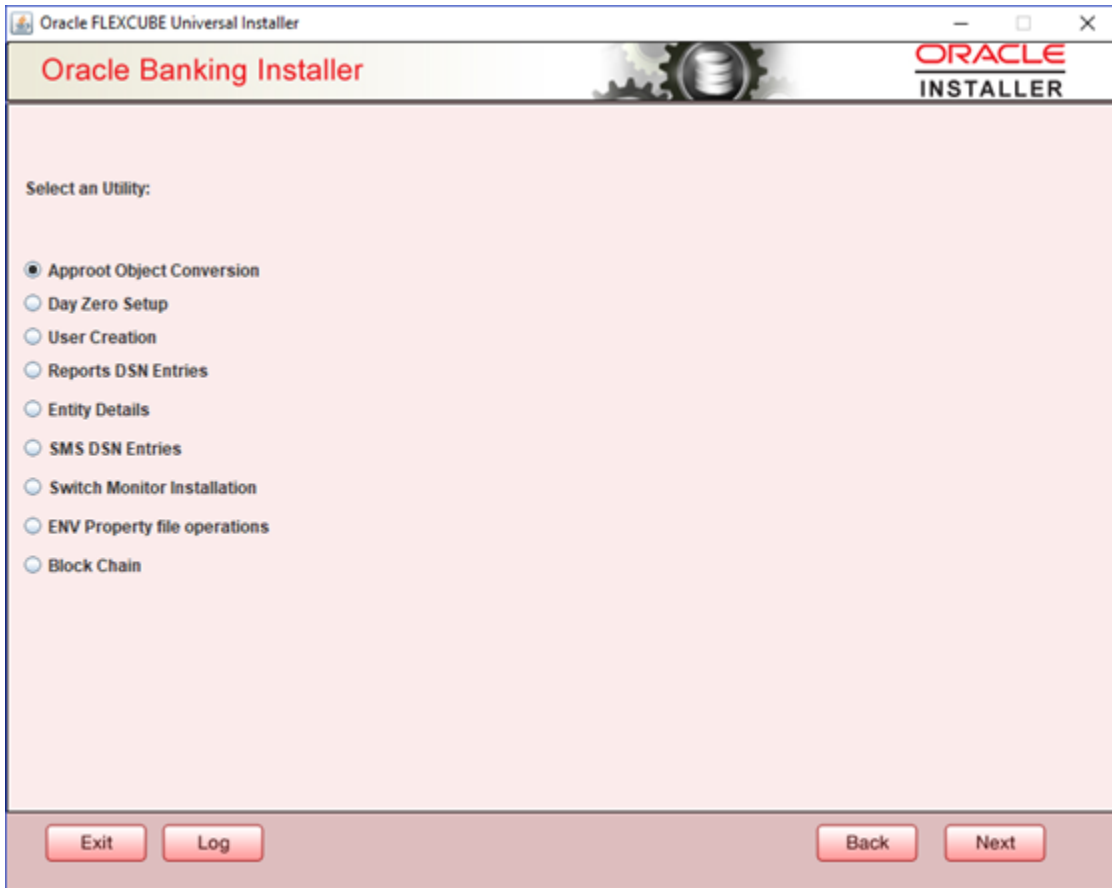 Oracle FLEXCUBE Universal Installer
Oracle Banking Installer
ORACLE
INSTALLER
Select an Utility:
Approot Object Conversion
Day Zero Setup
User Creation
Reports DSN Entries
Entity Details
SMS DSN Entries
Switch Monitor Installation
ENV Property file operations
Block Chain
Exit Log Back Next